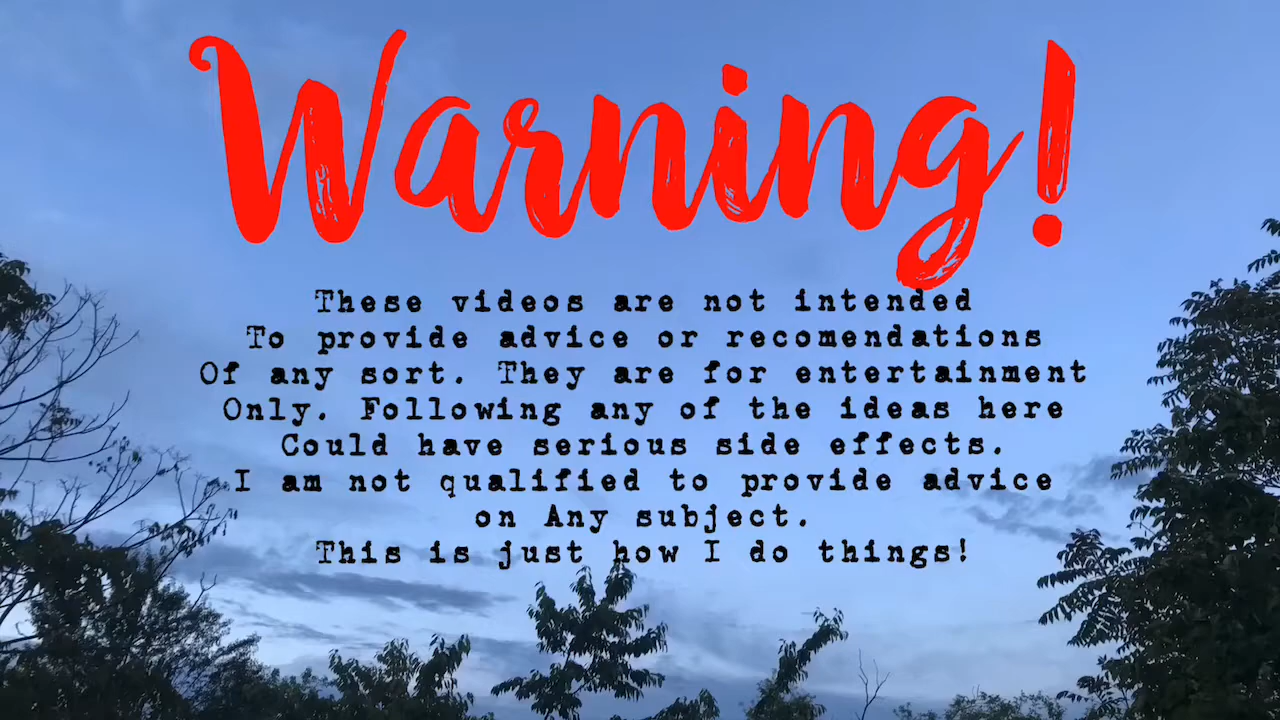 Warning!
These videos are not intended
To provide advice or recomendations
Of any sort. They are for entertainment
Only. Following any of the ideas here
Could have serious side effects.
I am not qualified to provide advice
on Any subject.
This is just how I do things!